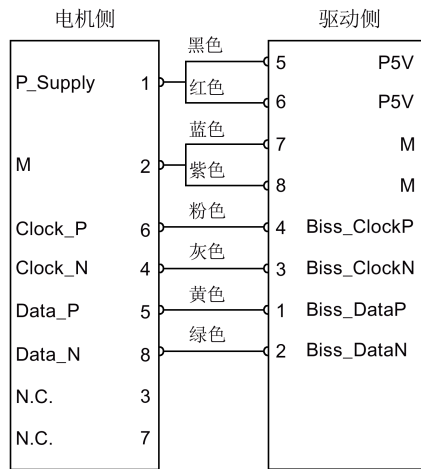 电机侧 驱动侧
黑色
P_Supply 1 5 P5V
红色
6 P5V
蓝色
7 M
M 2 紫色
8 M
粉色
Clock_P 6 4 Biss_ClockP
灰色
Clock_N 4 3 Biss_ClockN
黄色
Data_P 5 1 Biss_DataP
绿色
Data_N 8 2 Biss_DataN
N.C. 3
N.C. 7